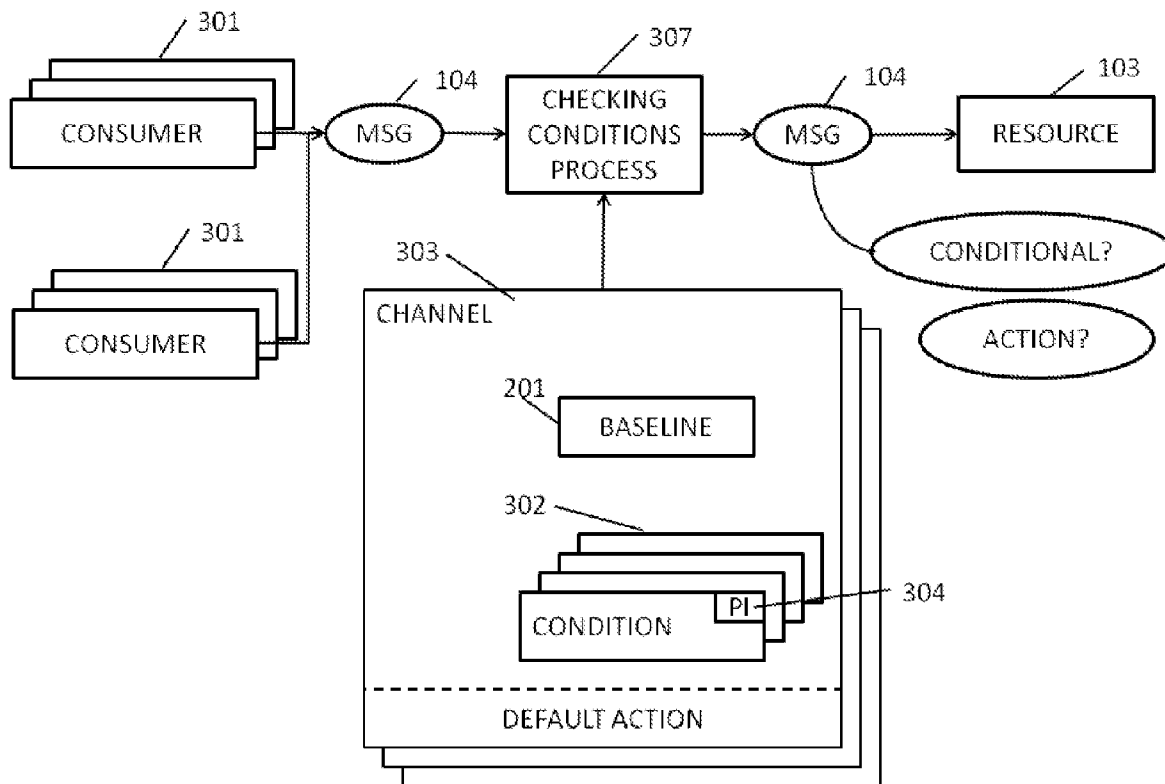 301
CONSUMER
104
MSG
307
CHECKING
CONDITIONS
PROCESS
104
MSG
103
RESOURCE
301
CONSUMER
CONDITIONAL?
ACTION?
303
CHANNEL
201
BASELINE
302
PI
304
CONDITION
DEFAULT ACTION